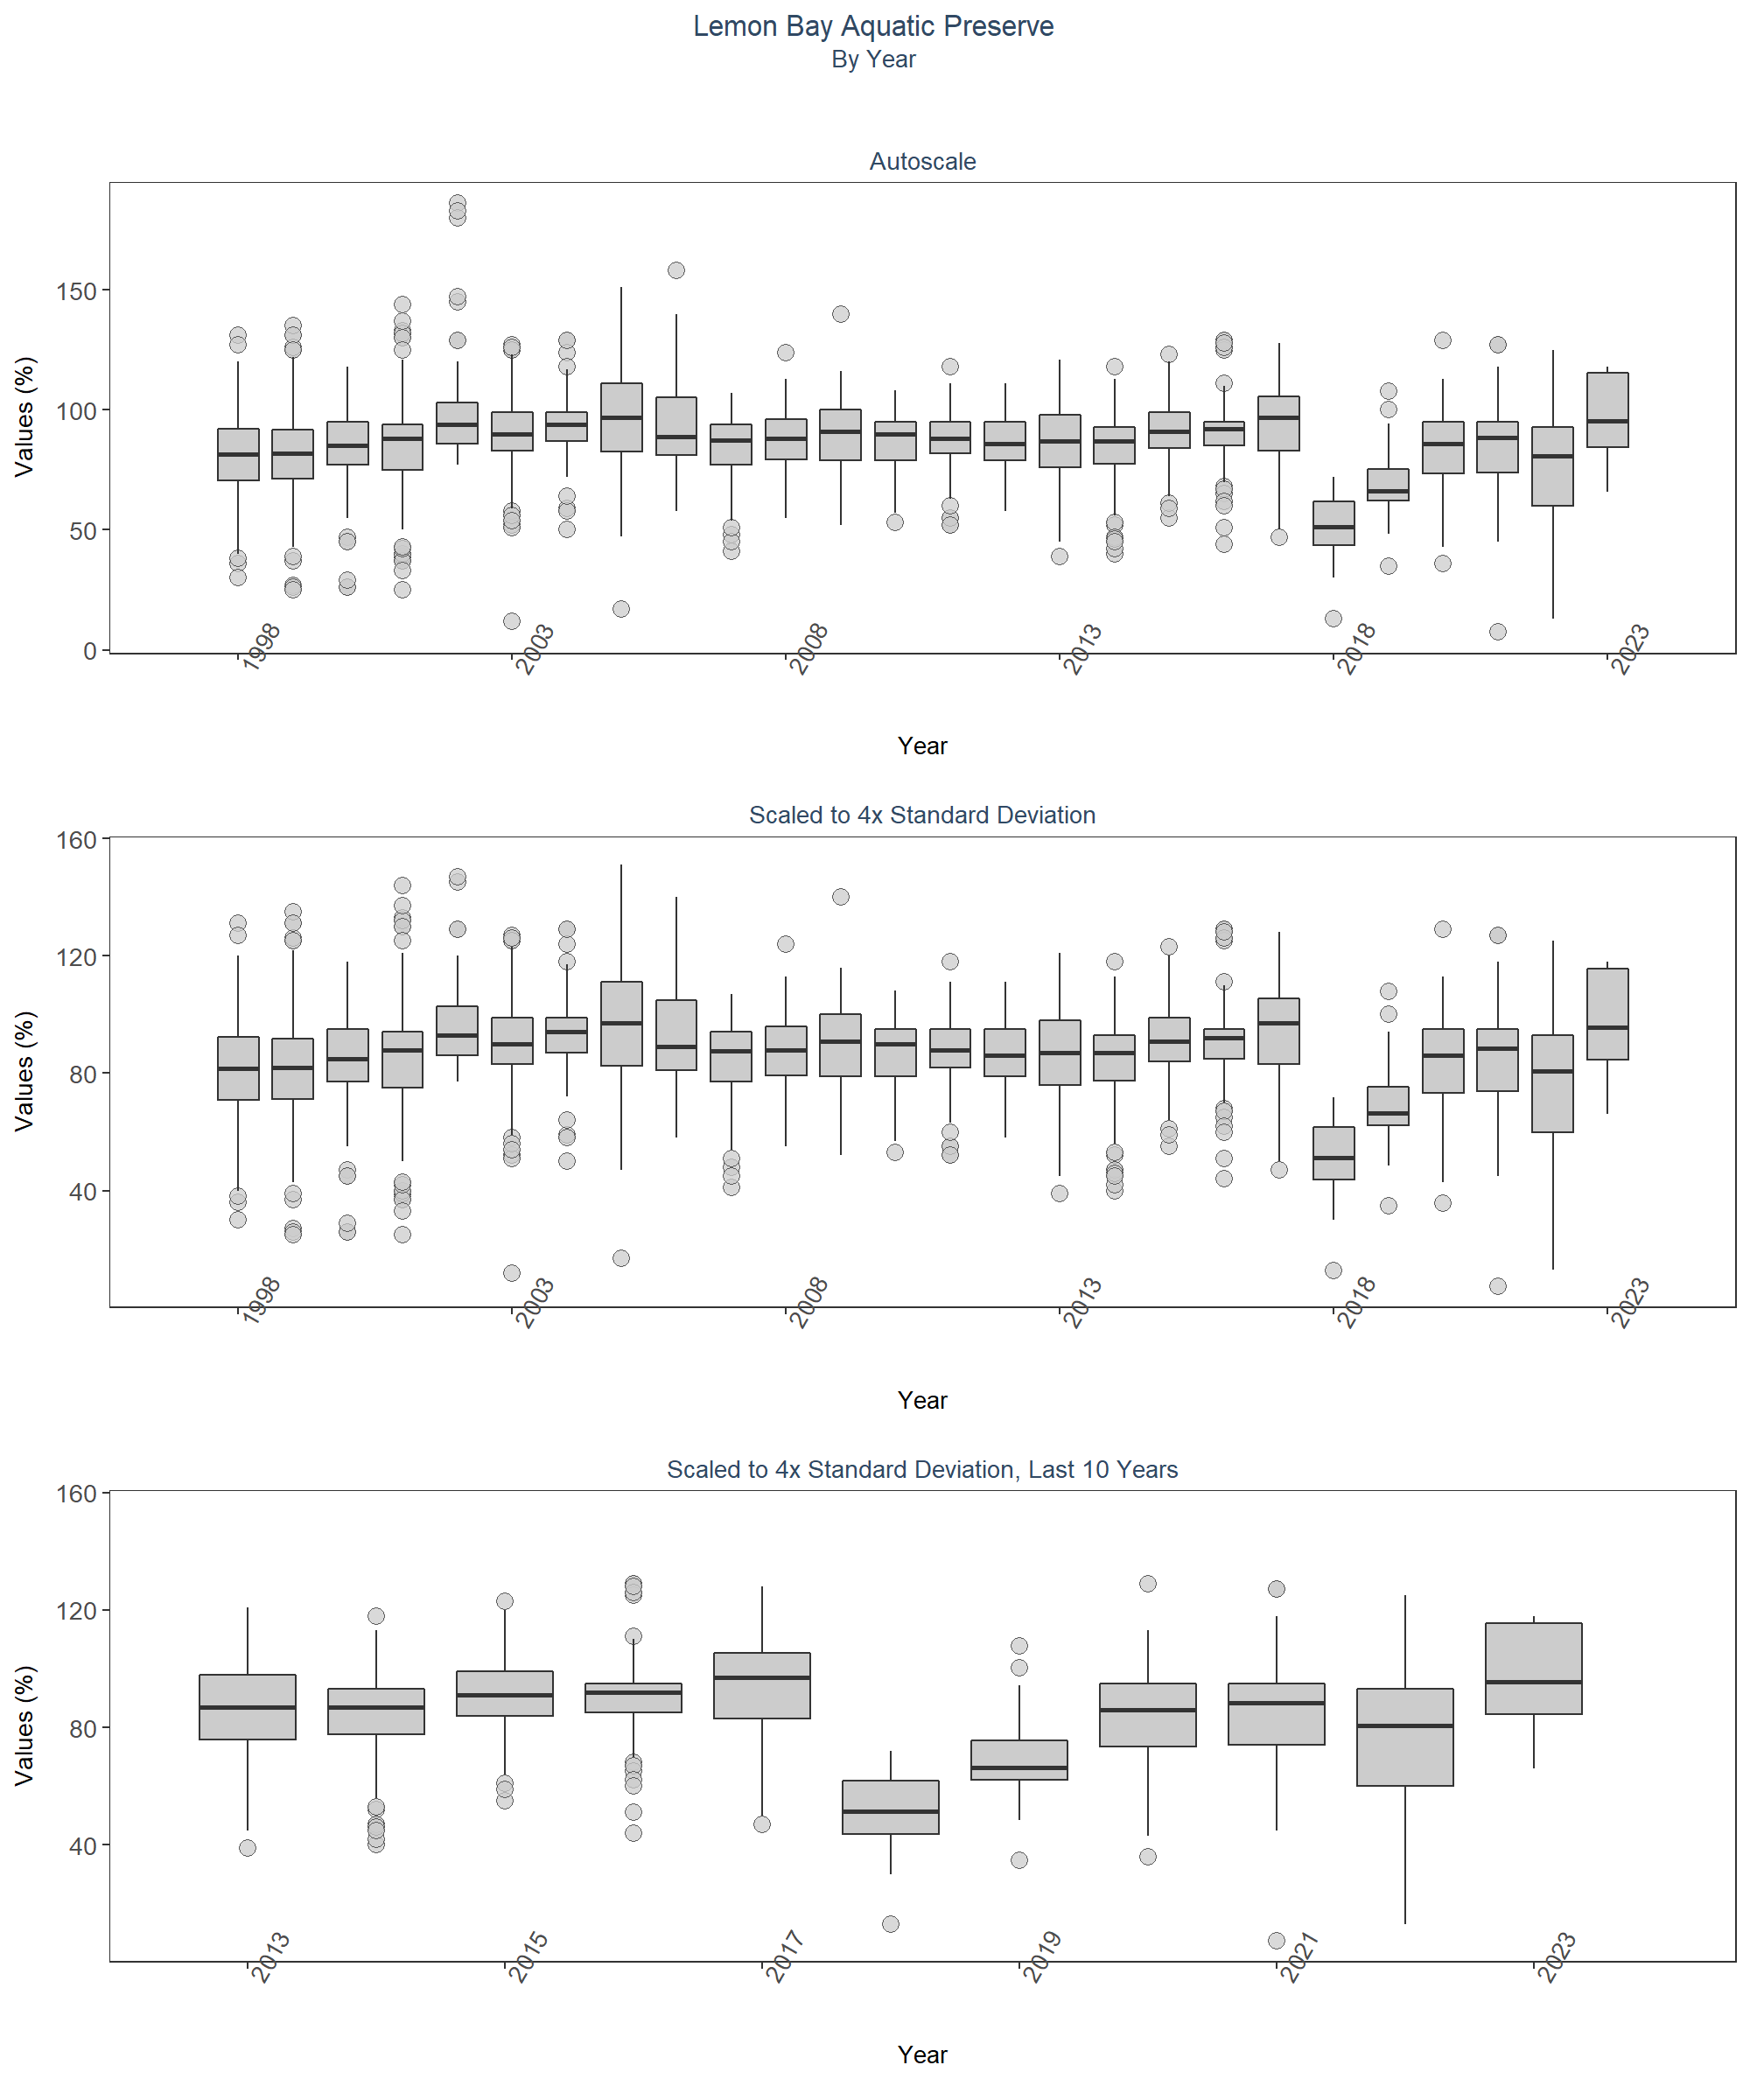 Lemon Bay Aquatic Preserve
By Year
Autoscale
Values (%)
150
100
50
0
1998
2003
2008
2013
2018
2023
Year
Scaled to 4x Standard Deviation
Values (%)
160
120
80
40
1998
2003
2008
2013
2018
2023
Year
Scaled to 4x Standard Deviation, Last 10 Years
Values (%)
160
120
80
40
2013
2015
2017
2019
2021
2023
Year